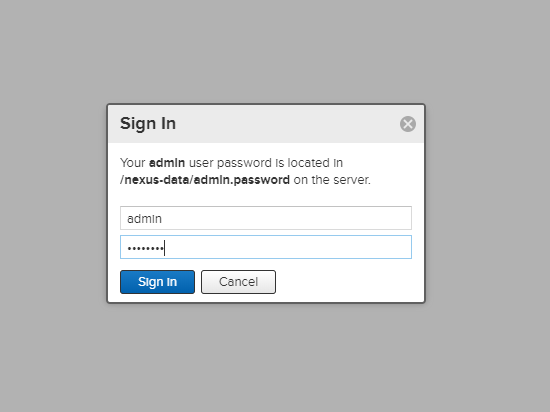 Sign In
Your admin user password is located in
/nexus-data/admin.password on the server.
admin
••••••••
Sign in
Cancel